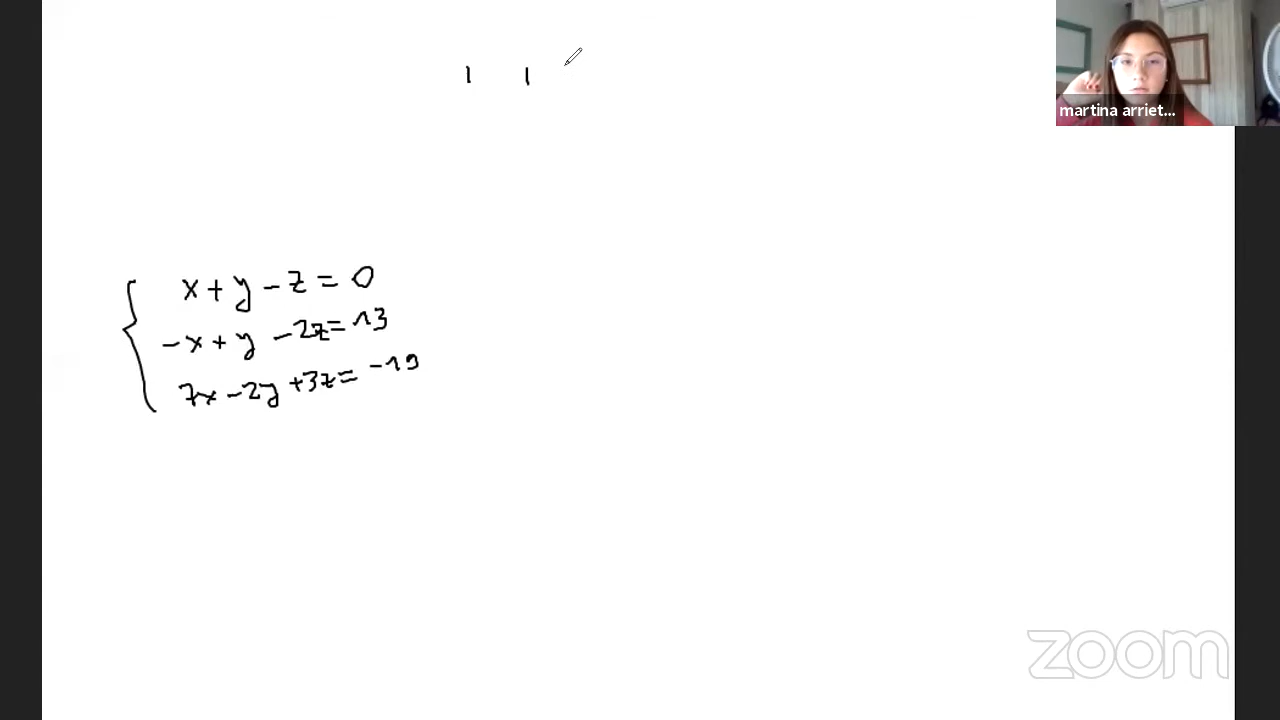 1 1
martina arriet...
x + y - z = 0
-x + y - 2z = 13
7x - 2y + 3z = -19
zoom